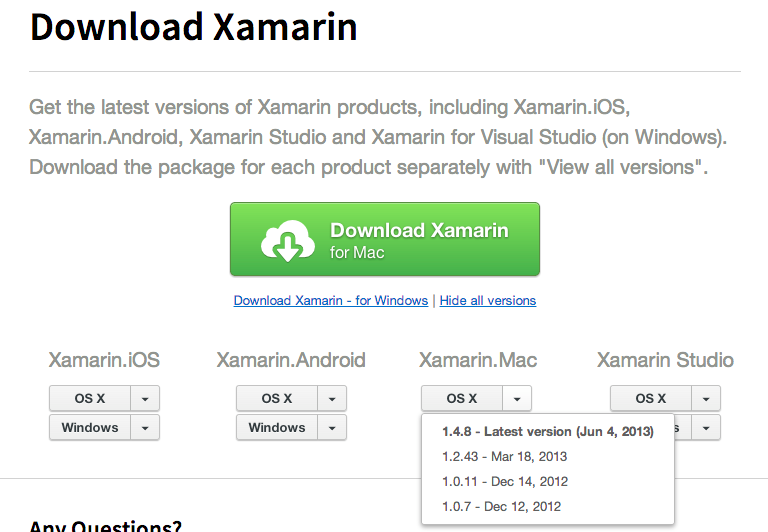 Download Xamarin
Get the latest versions of Xamarin products, including Xamarin.iOS,
Xamarin.Android, Xamarin Studio and Xamarin for Visual Studio (on Windows).
Download the package for each product separately with "View all versions".
Download Xamarin
for Mac
Download Xamarin - for Windows | Hide all versions
Xamarin.iOS Xamarin.Android Xamarin.Mac Xamarin Studio
OS X OS X OS X OS X
Windows Windows s
1.4.8 - Latest version (Jun 4, 2013)
1.2.43 - Mar 18, 2013
1.0.11 - Dec 14, 2012
1.0.7 - Dec 12, 2012
Any Questions?